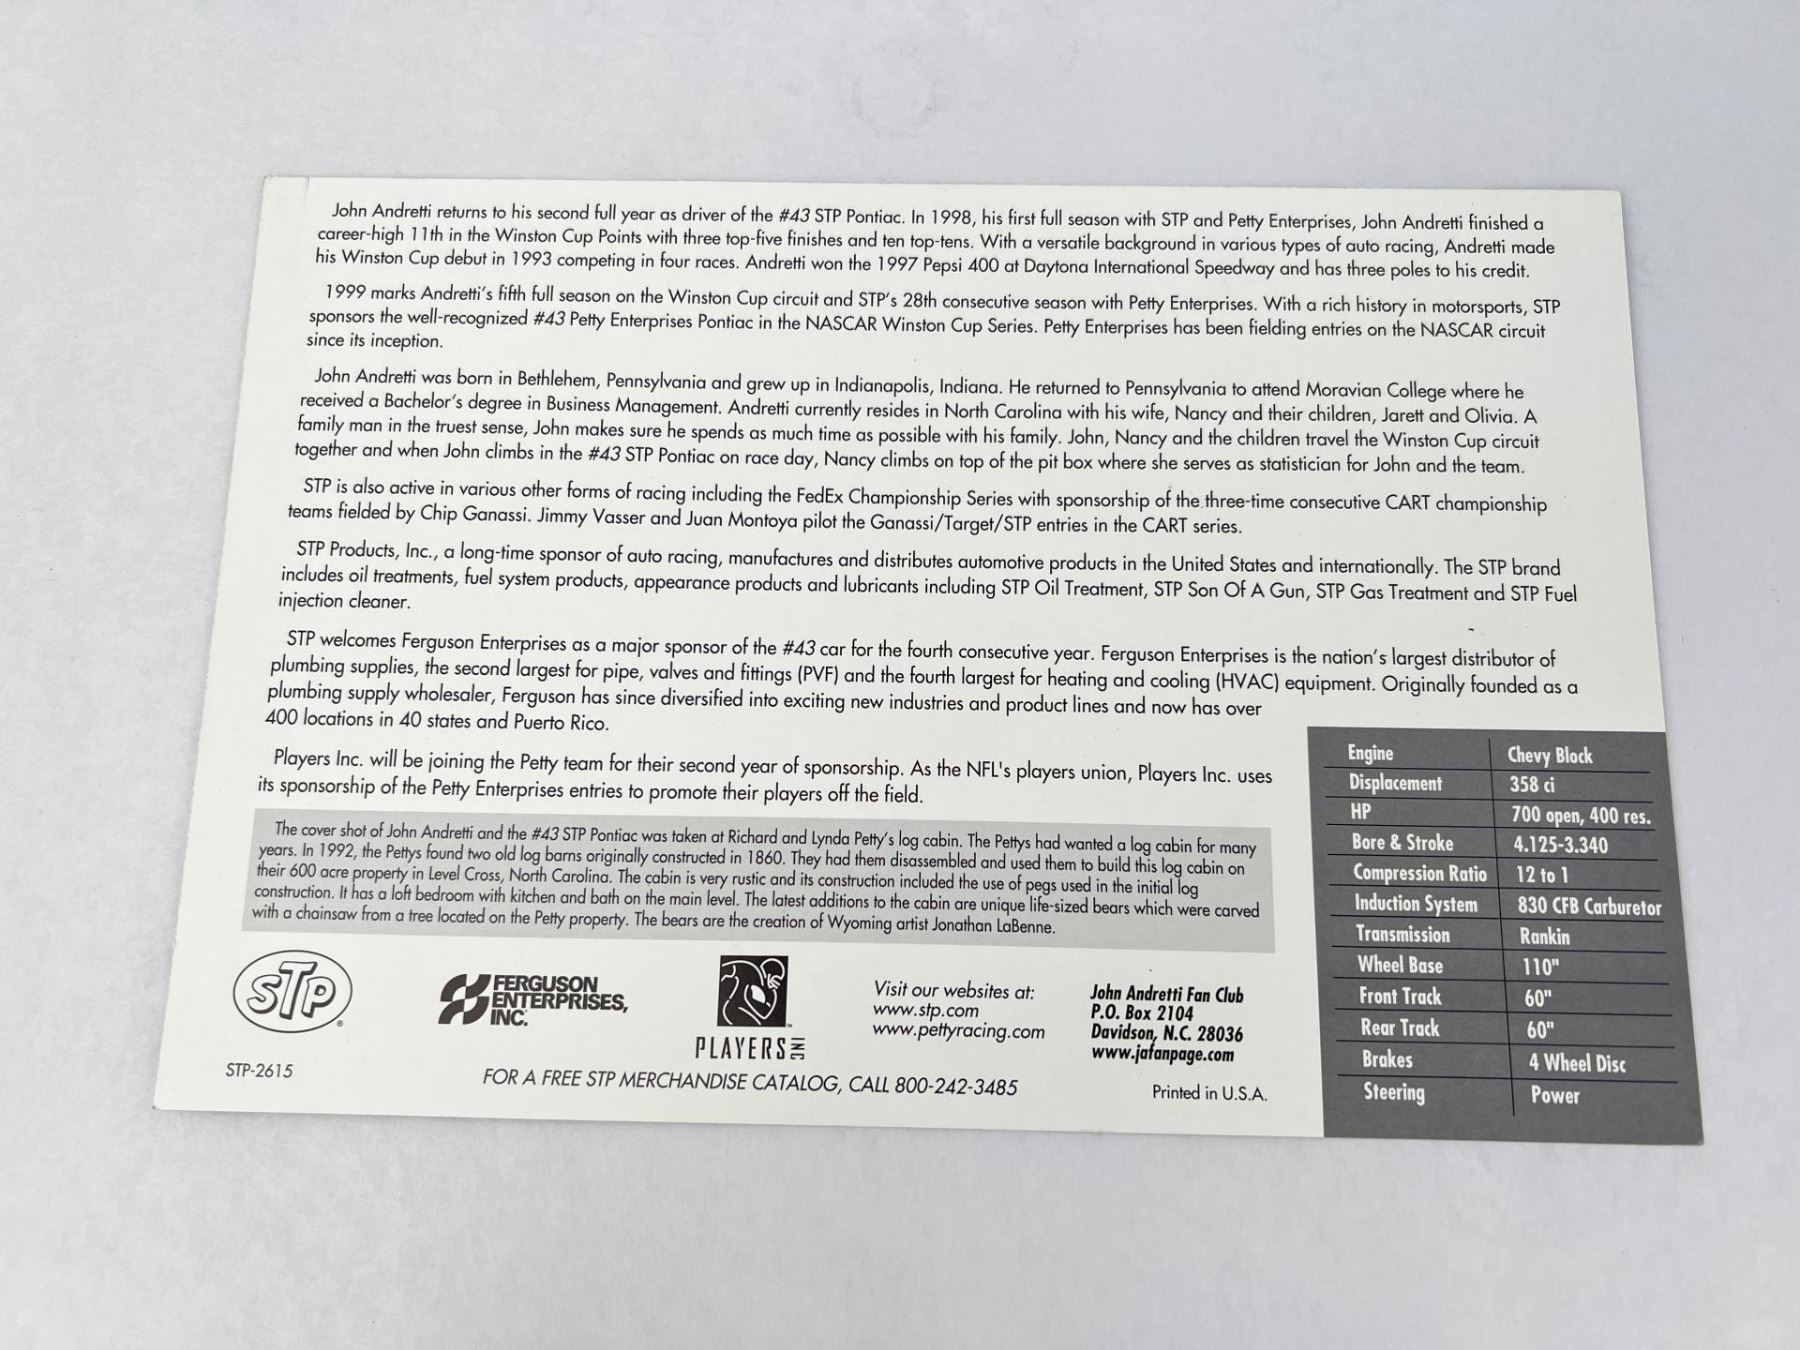 John Andretti returns to his second full year as driver of the #43 STP Pontiac. In 1998, his first full season with STP and Petty Enterprises, John Andretti finished a
career-high 11th in the Winston Cup Points with three top-five finishes and ten top-tens. With a versatile background in various types of auto racing, Andretti made
his Winston Cup debut in 1993 competing in four races. Andretti won the 1997 Pepsi 400 at Daytona International Speedway and has three poles to his credit.
1999 marks Andretti's fifth full season on the Winston Cup circuit and STP's 28th consecutive season with Petty Enterprises. With a rich history in motorsports, STP
sponsors the well-recognized #43 Petty Enterprises Pontiac in the NASCAR Winston Cup Series. Petty Enterprises has been fielding entries on the NASCAR circuit
since its inception.
John Andretti was born in Bethlehem, Pennsylvania and grew up in Indianapolis, Indiana. He returned to Pennsylvania to attend Moravian College where he
received a Bachelor's degree in Business Management. Andretti currently resides in North Carolina with his wife, Nancy and their children, Jarett and Olivia. A
family man in the truest sense, John makes sure he spends as much time as possible with his family. John, Nancy and the children travel the Winston Cup circuit
together and when John climbs in the #43 STP Pontiac on race day, Nancy climbs on top of the pit box where she serves as statistician for John and the team.
STP is also active in various other forms of racing including the FedEx Championship Series with sponsorship of the three-time consecutive CART championship
teams fielded by Chip Ganassi. Jimmy Vasser and Juan Montoya pilot the Ganassi/Target/STP entries in the CART series.
STP Products, Inc., a long-time sponsor of auto racing, manufactures and distributes automotive products in the United States and internationally. The STP brand
includes oil treatments, fuel system products, appearance products and lubricants including STP Oil Treatment, STP Son Of A Gun, STP Gas Treatment and STP Fuel
injection cleaner.
STP welcomes Ferguson Enterprises as a major sponsor of the #43 car for the fourth consecutive year. Ferguson Enterprises is the nation's largest distributor of
plumbing supplies, the second largest for pipe, valves and fittings (PVF) and the fourth largest for heating and cooling (HVAC) equipment. Originally founded as a
plumbing supply wholesaler, Ferguson has since diversified into exciting new industries and product lines and now has over
400 locations in 40 states and Puerto Rico.
Players Inc. will be joining the Petty team for their second year of sponsorship. As the NFL's players union, Players Inc. uses
its sponsorship of the Petty Enterprises entries to promote their players off the field.
The cover shot of John Andretti and the #43 STP Pontiac was taken at Richard and Lynda Petty's log cabin. The Pettys had wanted a log cabin for many
years. In 1992, the Pettys found two old log barns originally constructed in 1860. They had them disassembled and used them to build this log cabin on
their 600 acre property in Level Cross, North Carolina. The cabin is very rustic and its construction included the use of pegs used in the initial log
construction. It has a loft bedroom with kitchen and bath on the main level. The latest additions to the cabin are unique life-sized bears which were carved
with a chainsaw from a tree located on the Petty property. The bears are the creation of Wyoming artist Jonathan LaBenne.
STP®
STP-2615
FERGUSON
ENTERPRISES,
INC.
PLAYERS INC
Visit our websites at:
www.stp.com
www.pettyracing.com
John Andretti Fan Club
P.O. Box 2104
Davidson, N.C. 28036
www.jafanpage.com
FOR A FREE STP MERCHANDISE CATALOG, CALL 800-242-3485
Printed in U.S.A.
Engine Chevy Block
Displacement 358 ci
HP 700 open, 400 res.
Bore & Stroke 4.125-3.340
Compression Ratio 12 to 1
Induction System 830 CFB Carburetor
Transmission Rankin
Wheel Base 110"
Front Track 60"
Rear Track 60"
Brakes 4 Wheel Disc
Steering Power